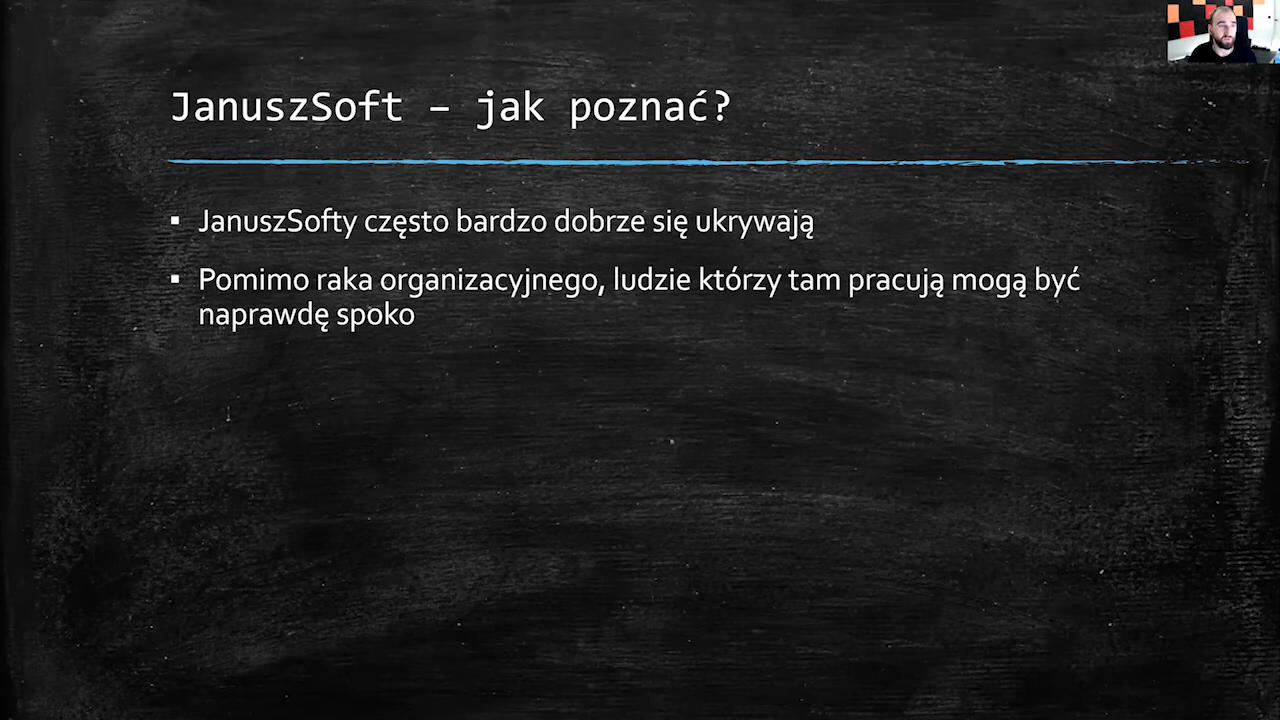 JanuszSoft – jak poznać?
▪ JanuszSofty często bardzo dobrze się ukrywają
▪ Pomimo raka organizacyjnego, ludzie którzy tam pracują mogą być
naprawdę spoko